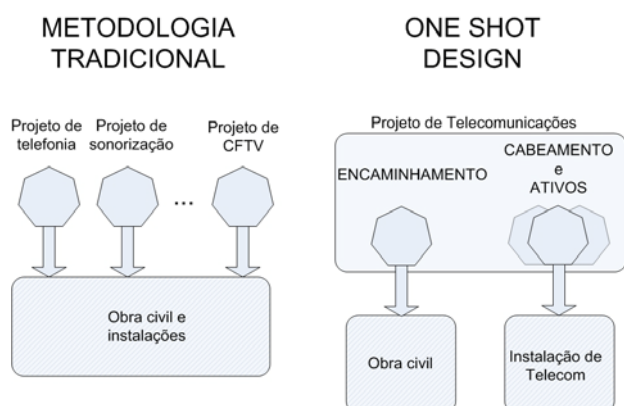 METODOLOGIA
TRADICIONAL
Projeto de
telefonia
Projeto de
sonorização
...
Projeto de
CFTV
Obra civil e
instalações
ONE SHOT
DESIGN
Projeto de Telecomunicações
ENCAMINHAMENTO
CABEAMENTO
e
ATIVOS
Obra civil
Instalação de
Telecom